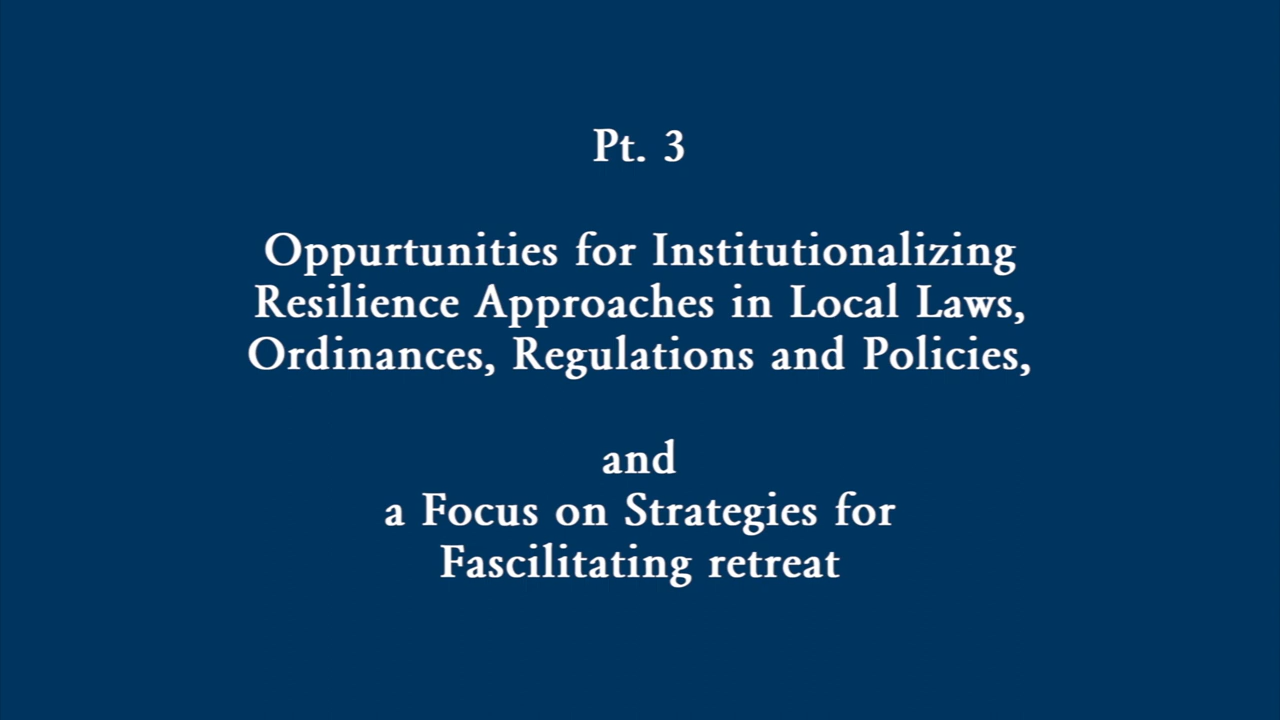 Pt. 3
Oppurtunities for Institutionalizing
Resilience Approaches in Local Laws,
Ordinances, Regulations and Policies,
and
a Focus on Strategies for
Fascilitating retreat